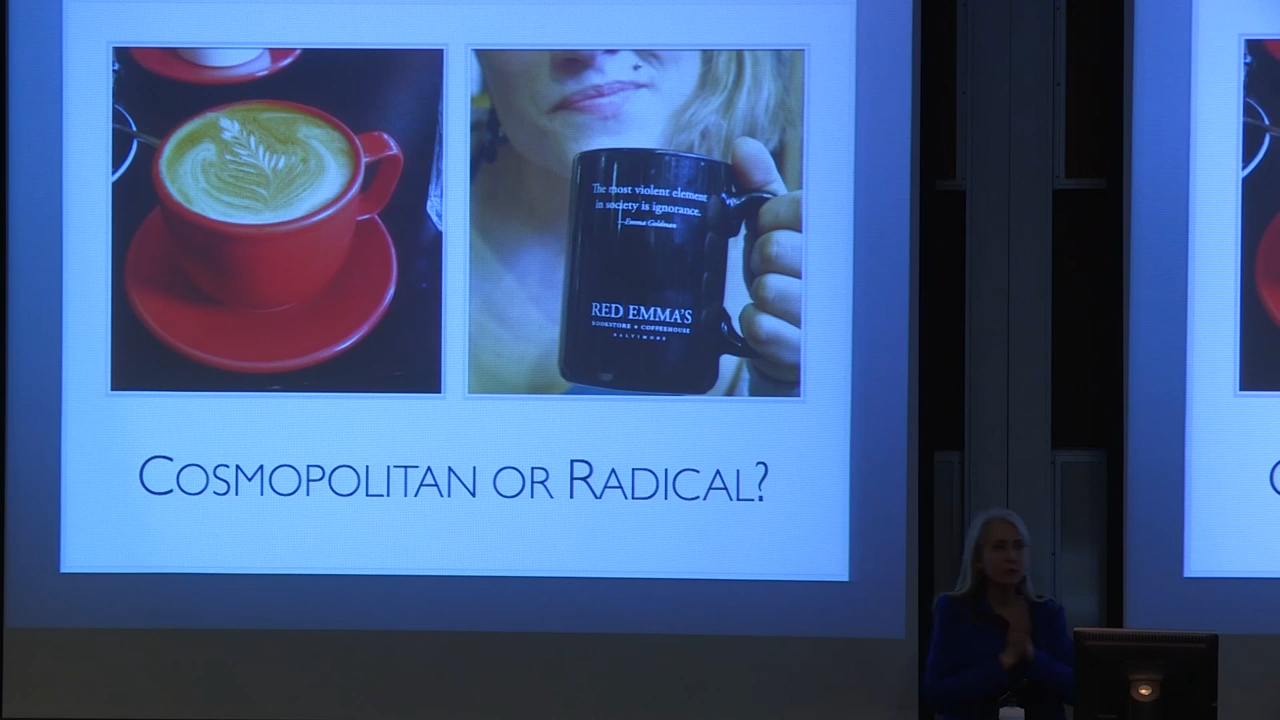 The most violent element
in society is ignorance.
—Emma Goldman
RED EMMA'S
BOOKSTORE + COFFEEHOUSE
BALTIMORE
COSMOPOLITAN OR RADICAL?
C